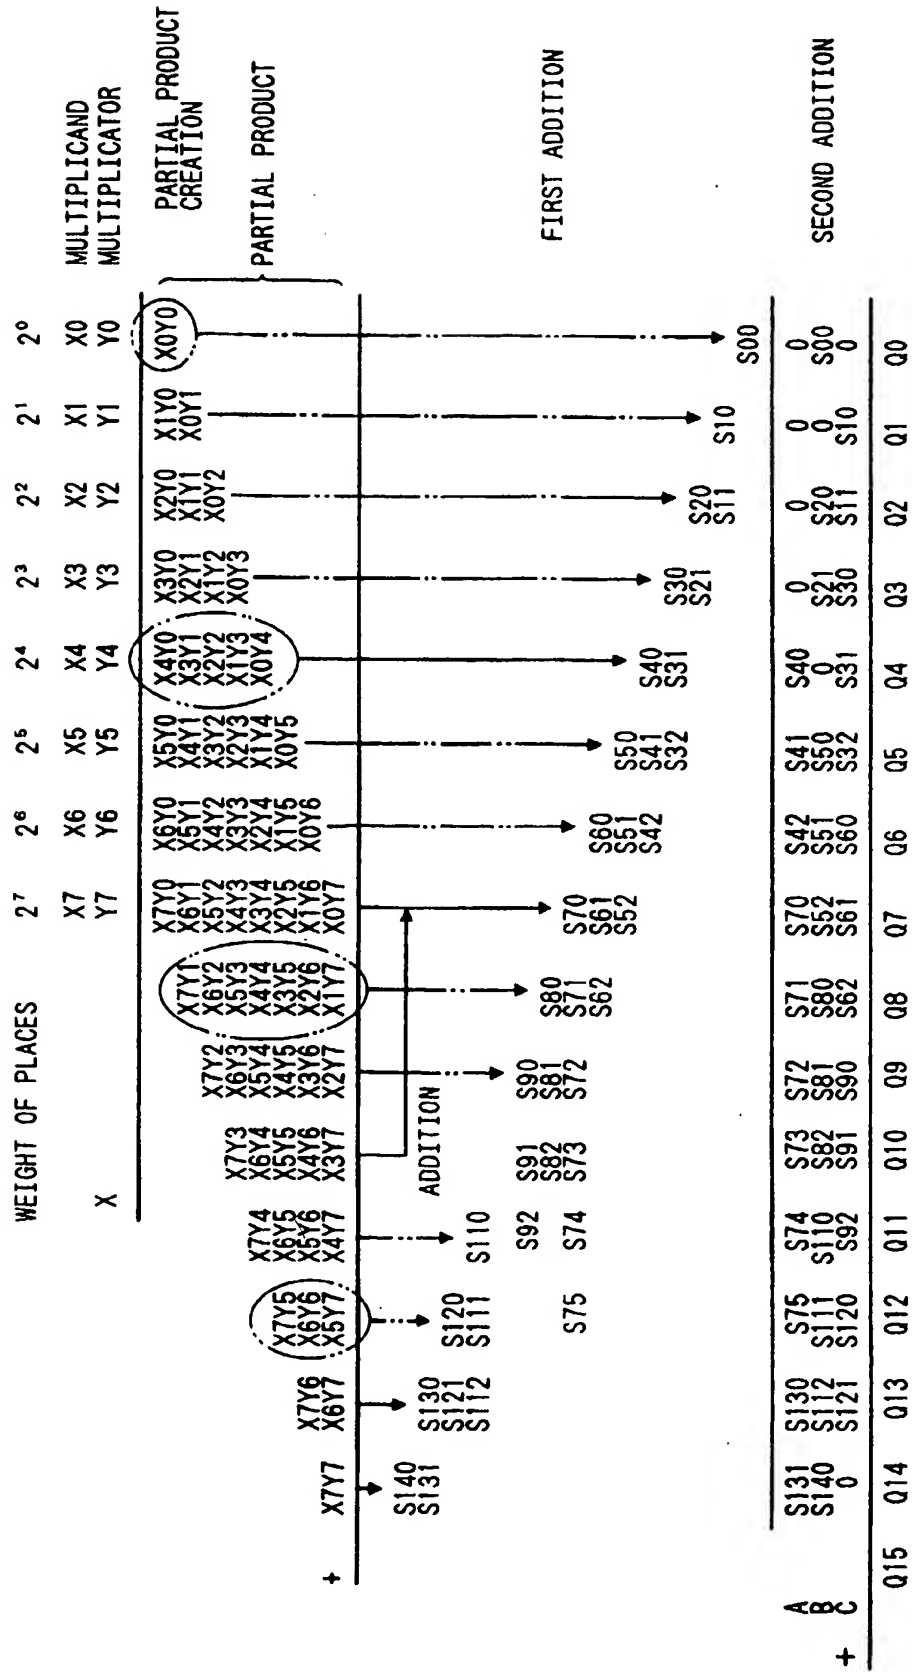 WEIGHT OF PLACES 2⁷ 2⁶ 2⁵ 2⁴ 2³ 2² 2¹ 2⁰
X7 X6 X5 X4 X3 X2 X1 X0 MULTIPLICAND
X Y7 Y6 Y5 Y4 Y3 Y2 Y1 Y0 MULTIPLICATOR
X7Y0 X6Y0 X5Y0 X4Y0 X3Y0 X2Y0 X1Y0 X0Y0 PARTIAL PRODUCT
X7Y1 X6Y1 X5Y1 X4Y1 X3Y1 X2Y1 X1Y1 X0Y1 CREATION
X7Y2 X6Y2 X5Y2 X4Y2 X3Y2 X2Y2 X1Y2 X0Y2
X7Y3 X6Y3 X5Y3 X4Y3 X3Y3 X2Y3 X1Y3 X0Y3
X7Y4 X6Y4 X5Y4 X4Y4 X3Y4 X2Y4 X1Y4 X0Y4 PARTIAL PRODUCT
X7Y5 X6Y5 X5Y5 X4Y5 X3Y5 X2Y5 X1Y5 X0Y5
X7Y6 X6Y6 X5Y6 X4Y6 X3Y6 X2Y6 X1Y6 X0Y6
+ X7Y7 X6Y7 X5Y7 X4Y7 X3Y7 X2Y7 X1Y7 X0Y7
S140
S131 S130 ADDITION
S121 S120
S112 S111 S110
S92 S91 S90
S82 S81 S80 FIRST ADDITION
S75 S74 S73 S72 S71 S70
S62 S61 S60
S52 S51 S50
S42 S41 S40
S32 S31 S30
S21 S20
S11 S10
S00
A S131 S130 S75 S74 S73 S72 S71 S70 S42 S41 S40 0 0 0 0
B S140 S112 S111 S110 S82 S81 S80 S52 S51 S50 0 S21 S20 0 S00 SECOND ADDITION
+ C 0 S121 S120 S92 S91 S90 S62 S61 S60 S32 S31 S30 S11 S10 0
Q15 Q14 Q13 Q12 Q11 Q10 Q9 Q8 Q7 Q6 Q5 Q4 Q3 Q2 Q1 Q0